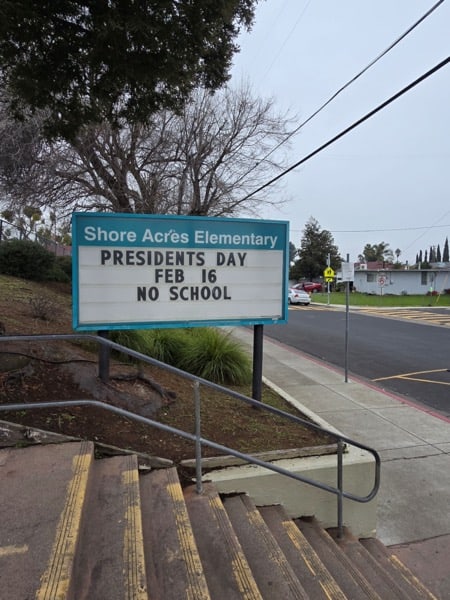 Shore Acres Elementary
PRESIDENTS DAY
FEB 16
NO SCHOOL